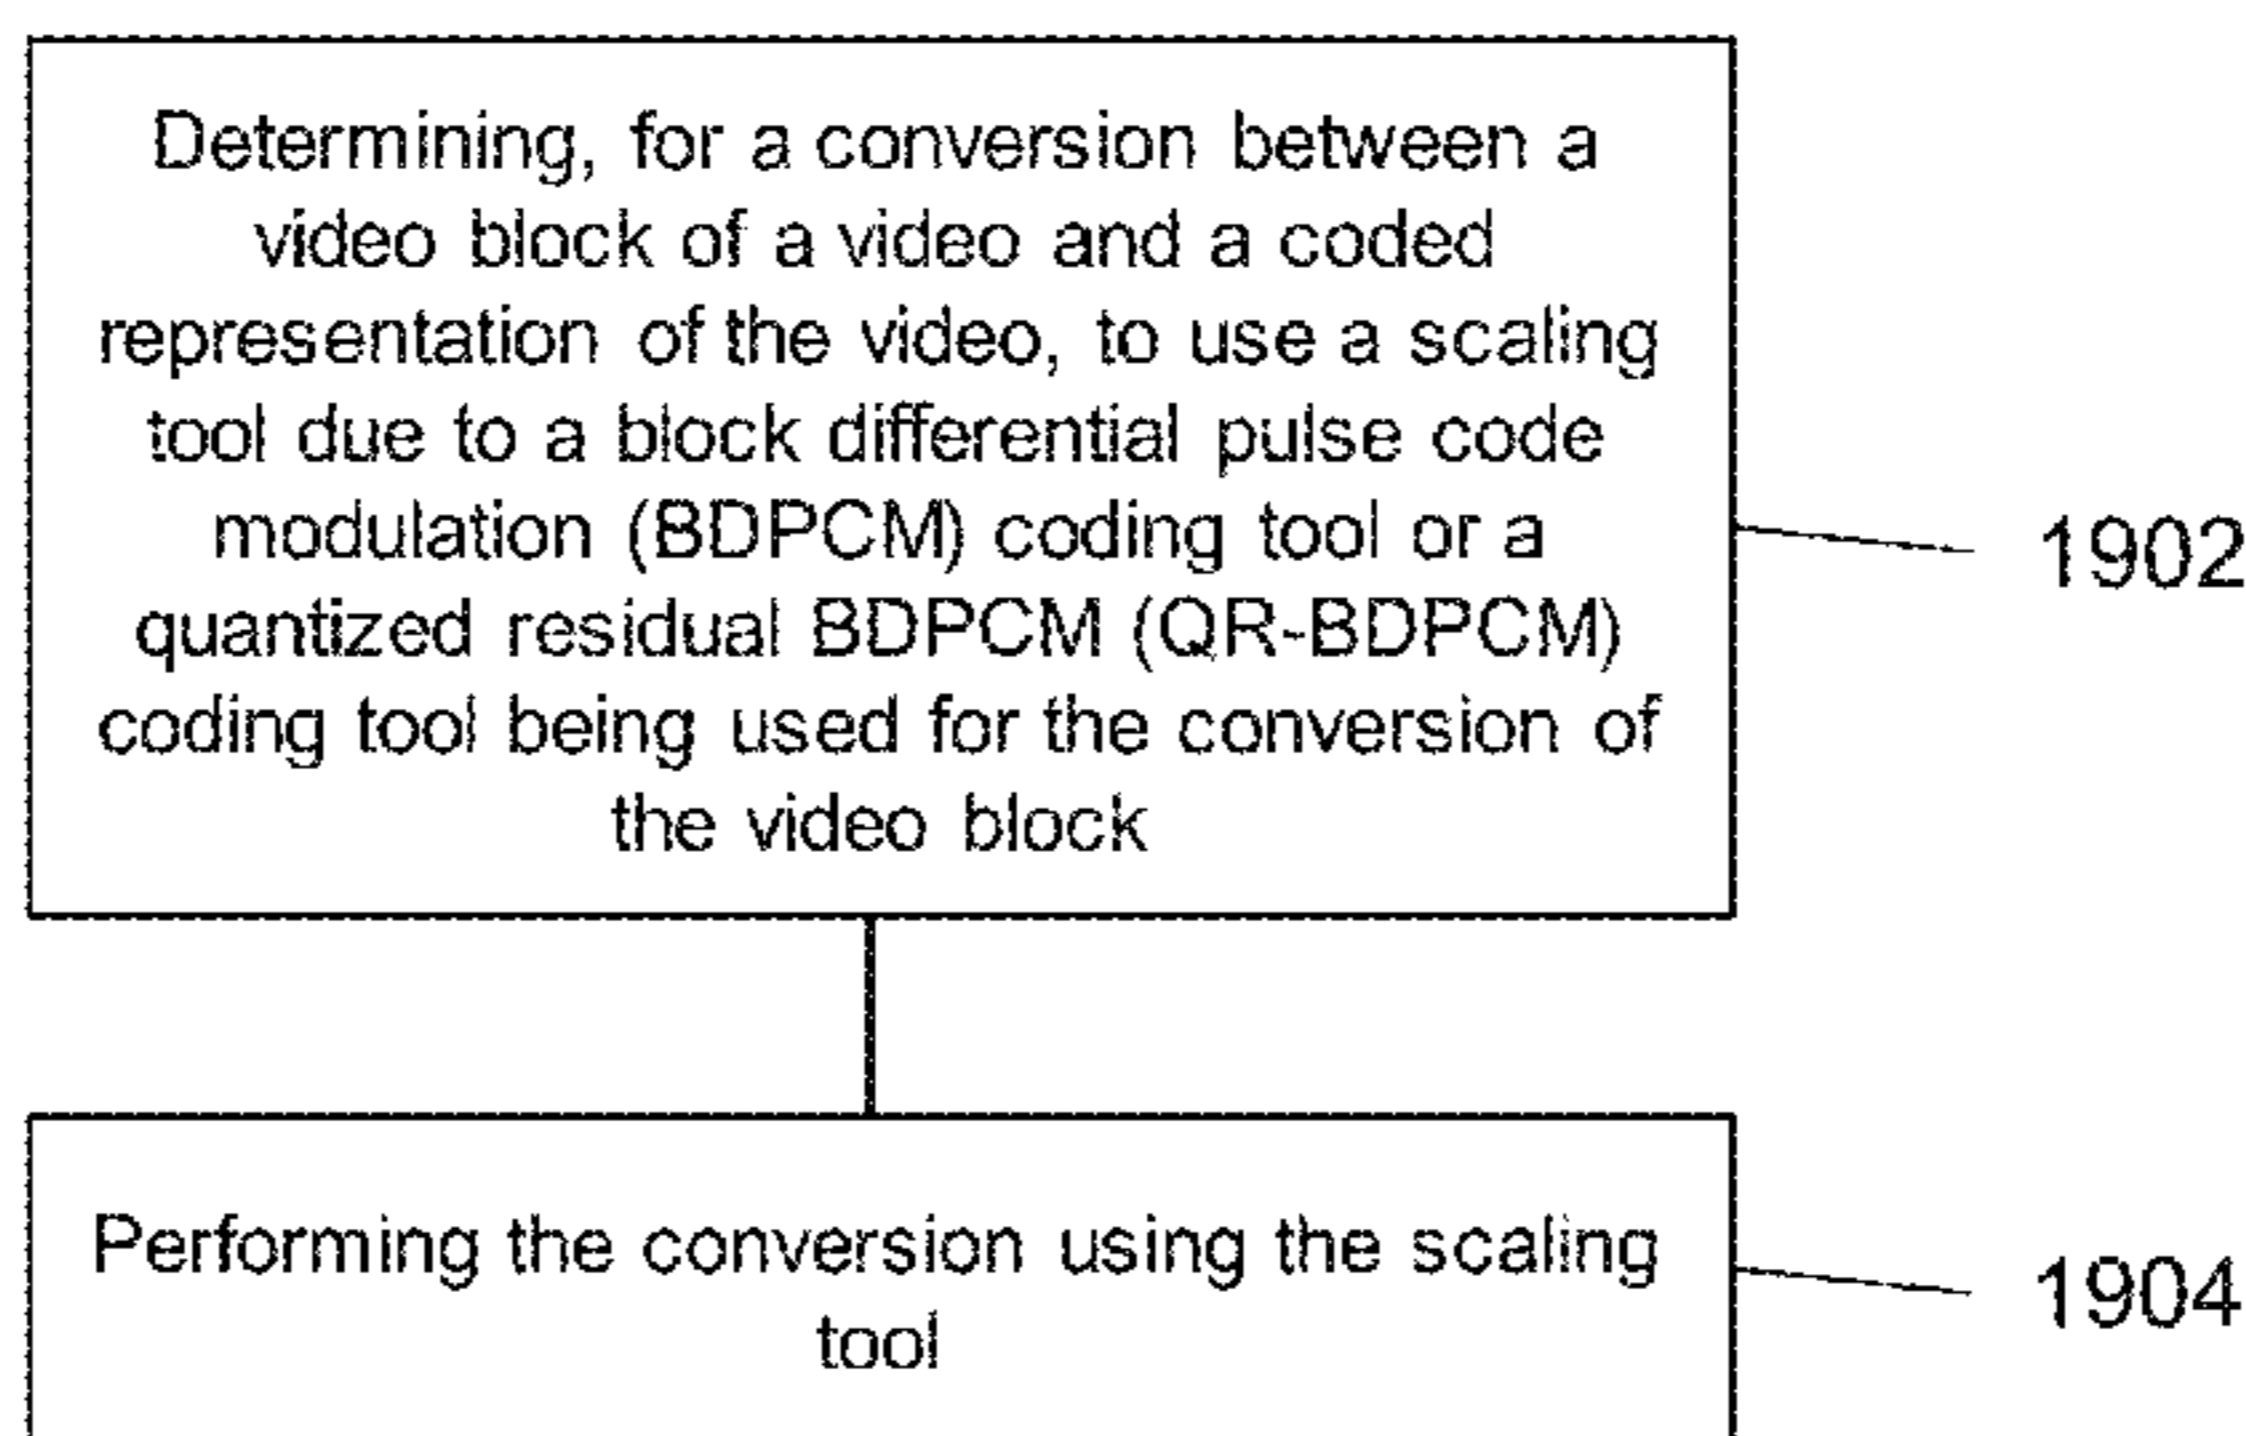 Determining, for a conversion between a
video block of a video and a coded
representation of the video, to use a scaling
tool due to a block differential pulse code
modulation (BDPCM) coding tool or a
quantized residual BDPCM (QR-BDPCM)
coding tool being used for the conversion of
the video block
1902
Performing the conversion using the scaling
tool
1904